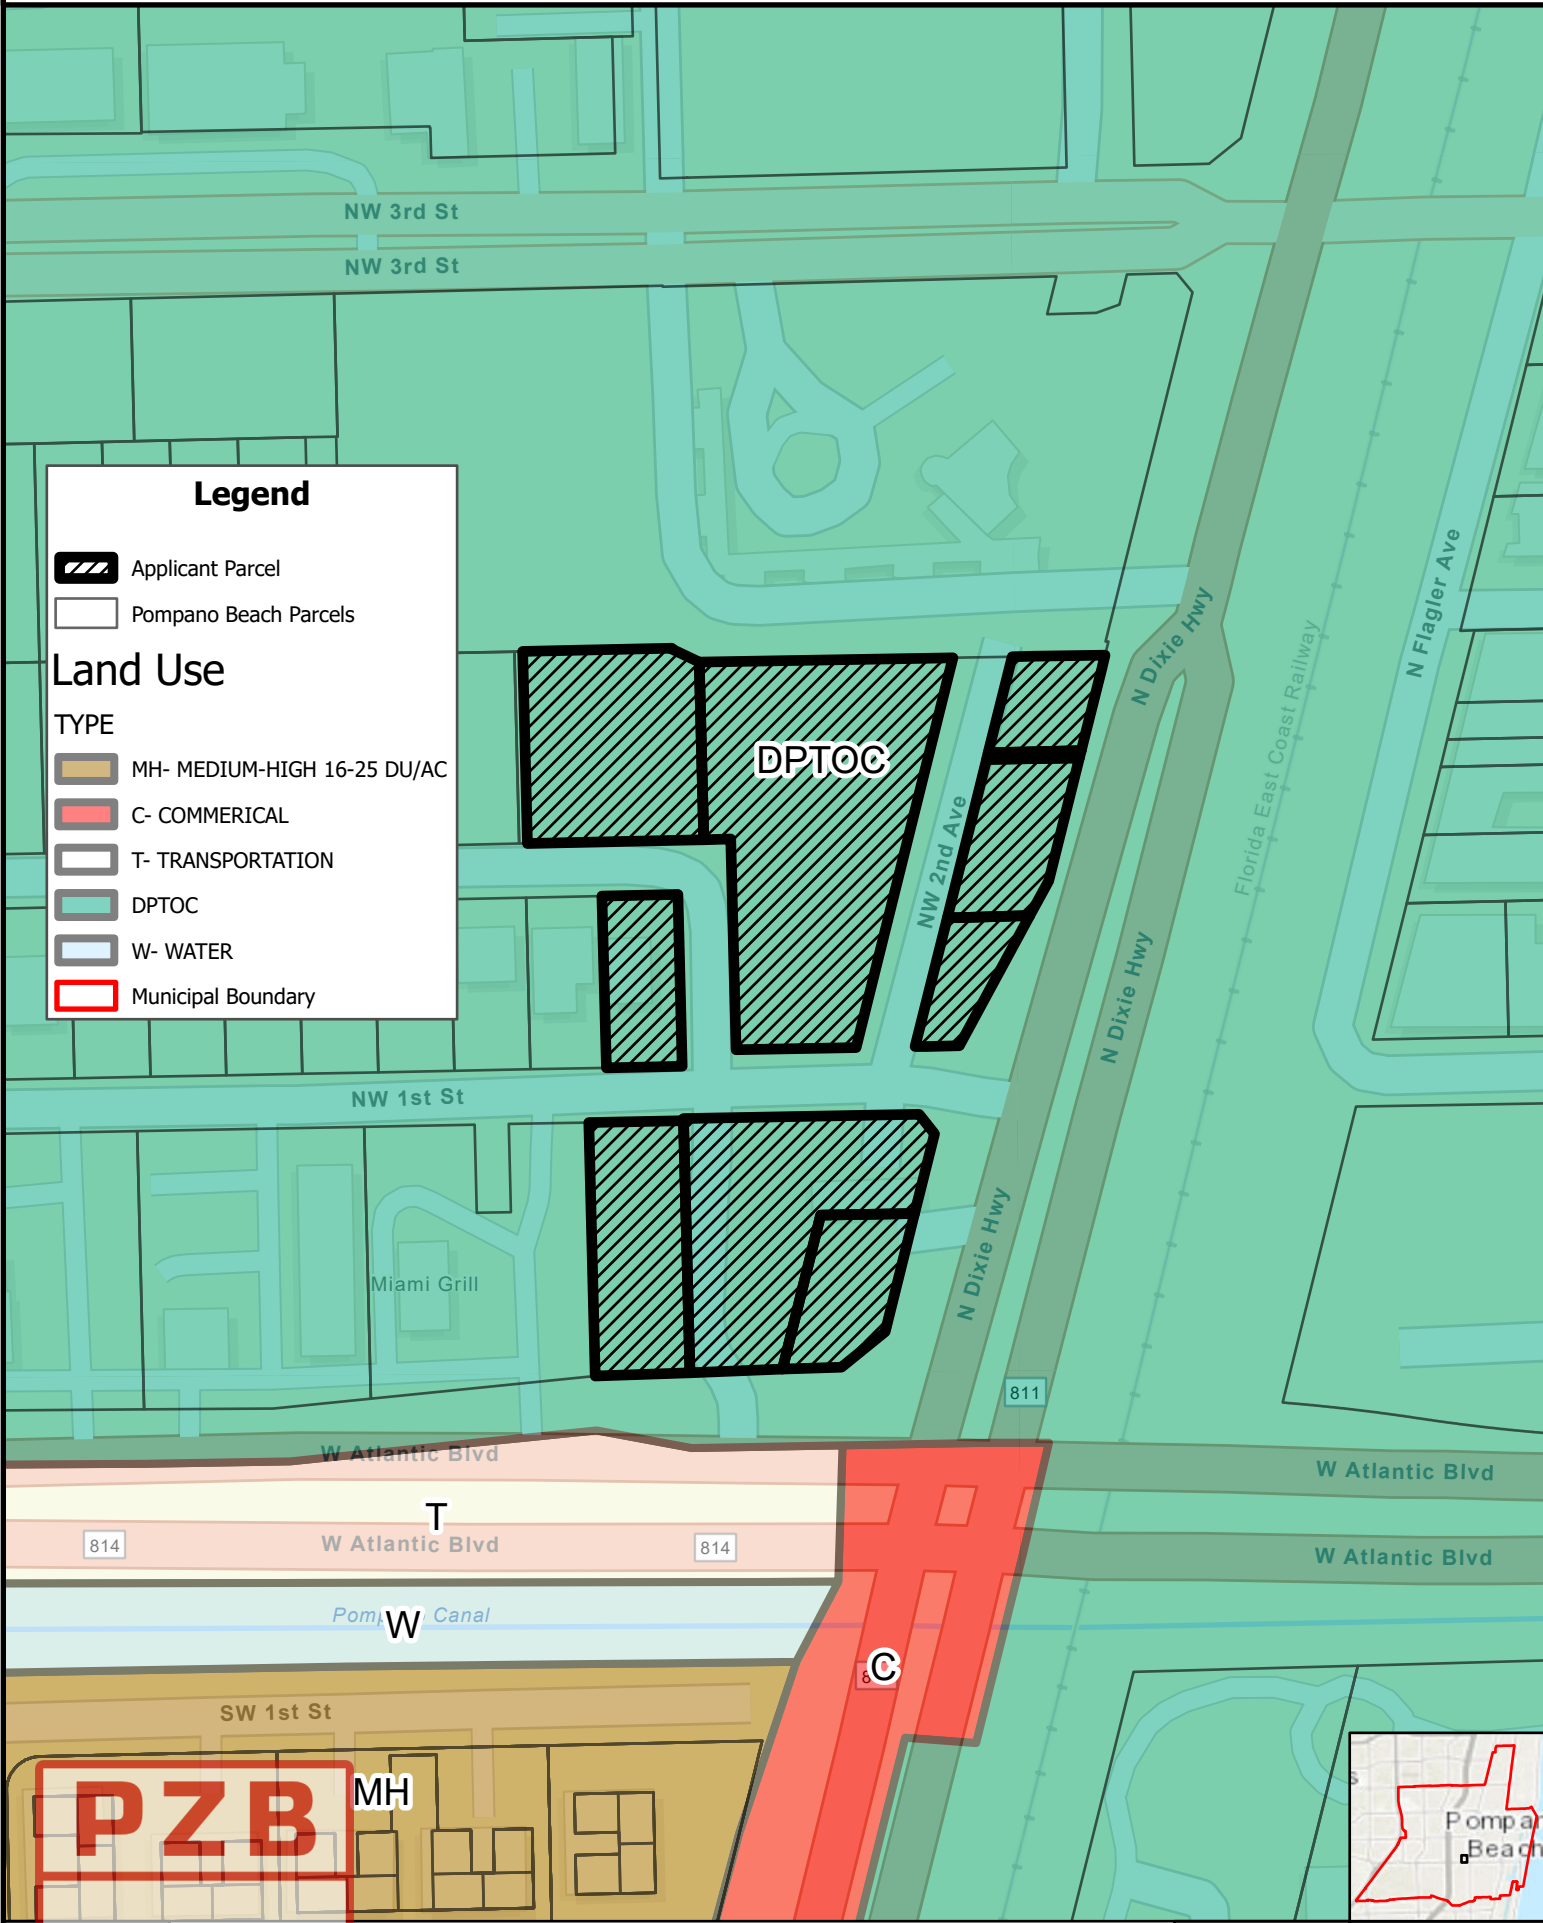 NW 3rd St
NW 3rd St
Legend
Applicant Parcel
Pompano Beach Parcels
Land Use
TYPE
MH- MEDIUM-HIGH 16-25 DU/AC
C- COMMERICAL
T- TRANSPORTATION
DPTOC
W- WATER
Municipal Boundary
N Flagler Ave
N Dixie Hwy
Florida East Coast Railway
DPTOC
NW 2nd Ave
N Dixie Hwy
NW 1st St
N Dixie Hwy
Miami Grill
811
W Atlantic Blvd
W Atlantic Blvd
T
814
W Atlantic Blvd
814
W Atlantic Blvd
Canal
W
C
SW 1st St
MH
PZB
Beach